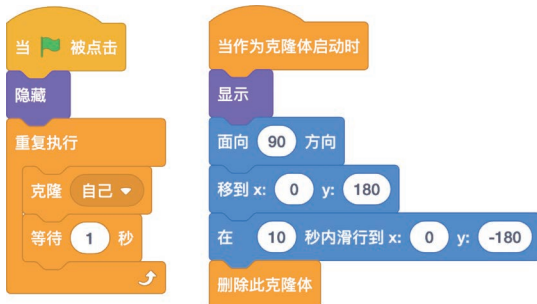 当 被点击
隐藏
重复执行
克隆 自己
等待 1 秒
当作为克隆体启动时
显示
面向 90 方向
移到 x: 0 y: 180
在 10 秒内滑行到 x: 0 y: -180
删除此克隆体